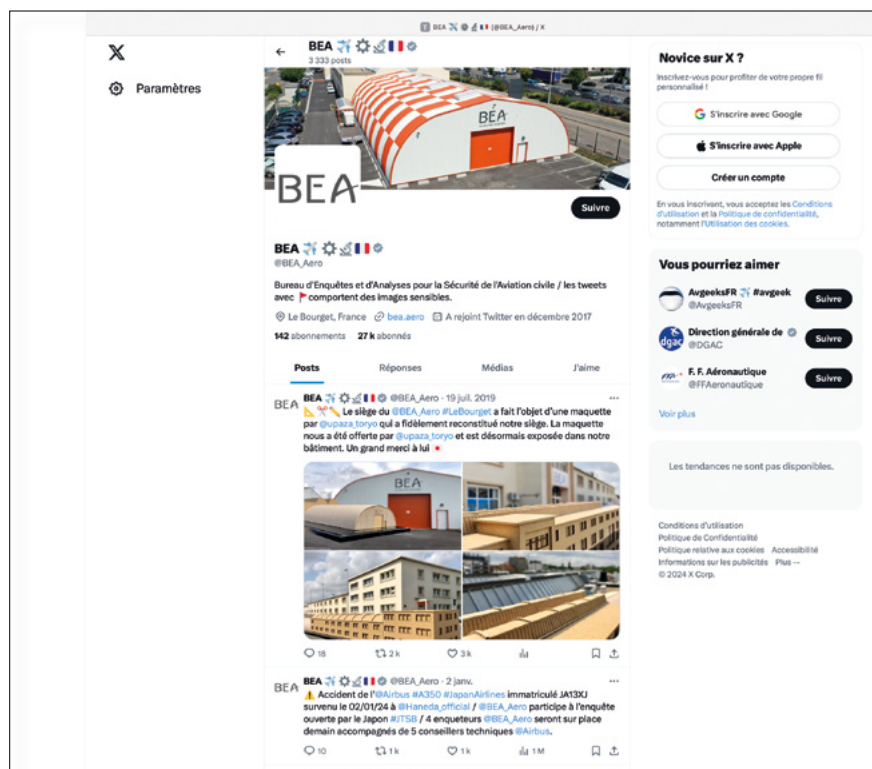 BEA (@BEA_Aero) / X
BEA
3 333 posts
Paramètres
BEA
BEA
Suivre
BEA
@BEA_Aero
Bureau d'Enquêtes et d'Analyses pour la Sécurité de l'Aviation civile / les tweets
avec 🚩comportent des images sensibles.
Le Bourget, France bea.aero A rejoint Twitter en décembre 2017
142 abonnements 27 k abonnés
Posts Réponses Médias J'aime
BEA
BEA @BEA_Aero · 19 juil. 2019
Le siège du @BEA_Aero #LeBourget a fait l'objet d'une maquette
par @upaza_toryo qui a fidèlement reconstitué notre siège. La maquette
nous a été offerte par @upaza_toryo et est désormais exposée dans notre
bâtiment. Un grand merci à lui
BEA
18 2 k 3 k
BEA
BEA @BEA_Aero · 2 janv.
⚠ Accident de l'@Airbus #A350 #JapanAirlines immatriculé JA13XJ
survenu le 02/01/24 à @Haneda_official / @BEA_Aero participe à l'enquête
ouverte par le Japon #JTSB / 4 enqueteurs @BEA_Aero seront sur place
demain accompagnés de 5 conseillers techniques @Airbus.
10 1 k 1 k 1 M
Novice sur X ?
Inscrivez-vous pour profiter de votre propre fil
personnalisé !
S'inscrire avec Google
S'inscrire avec Apple
Créer un compte
En vous inscrivant, vous acceptez les Conditions
d'utilisation et la Politique de confidentialité,
notamment l'Utilisation des cookies.
Vous pourriez aimer
AvgeeksFR #avgeek
@AvgeeksFR
Suivre
dgac
Direction générale de
@DGAC
Suivre
F. F. Aéronautique
@FFAeronautique
Suivre
Voir plus
Les tendances ne sont pas disponibles.
Conditions d'utilisation
Politique de Confidentialité
Politique relative aux cookies Accessibilité
Informations sur les publicités Plus ···
© 2024 X Corp.